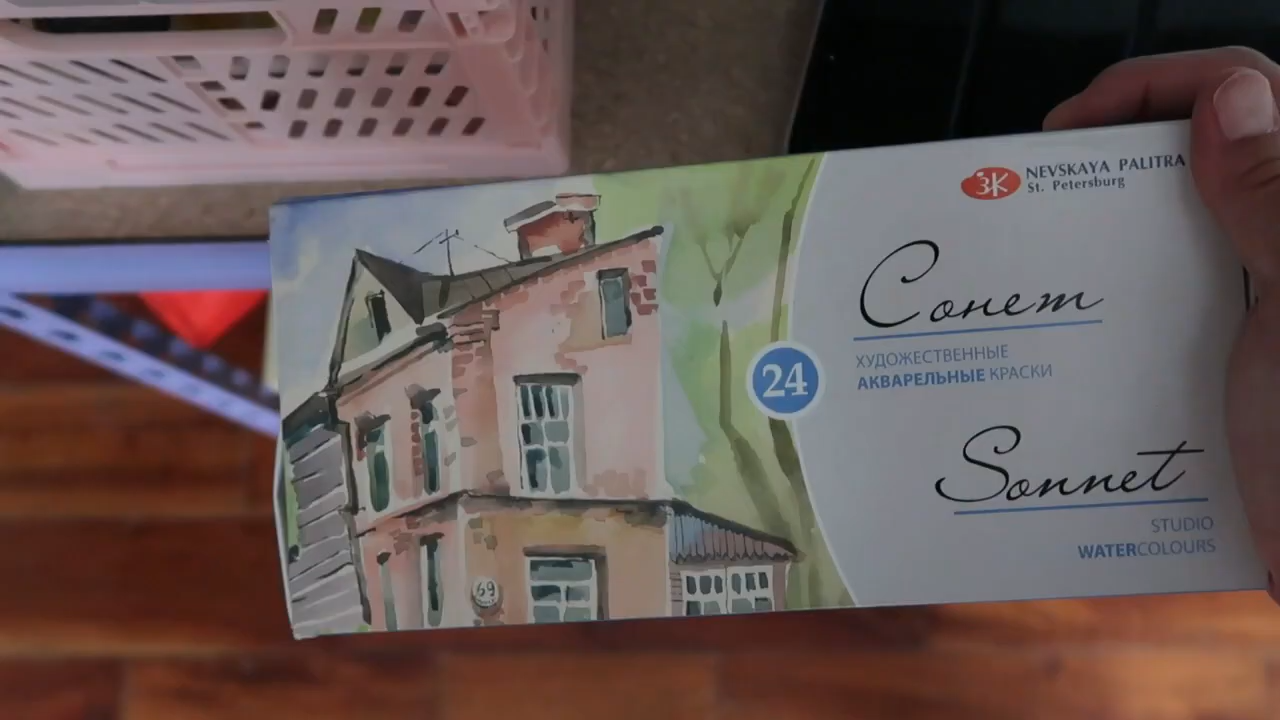 ЗК
NEVSKAYA PALITRA
St. Petersburg
Сонет
ХУДОЖЕСТВЕННЫЕ
АКВАРЕЛЬНЫЕ КРАСКИ
24
Sonnet
STUDIO
WATERCOLOURS
69